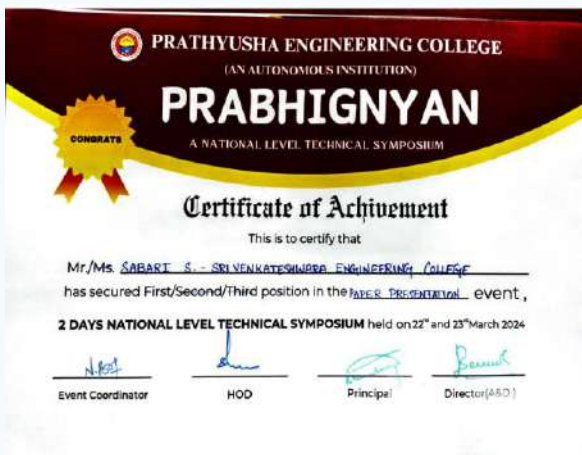 PRATHYUSHA ENGINEERING COLLEGE
(AN AUTONOMOUS INSTITUTION)
PRABHIGNYAN
A NATIONAL LEVEL TECHNICAL SYMPOSIUM
CONGRATS
Certificate of Achivement
This is to certify that
Mr./Ms. SABARI S. - SRI VENKATESHWARA ENGINEERING COLLEGE
has secured First/Second/Third position in the PAPER PRESENTATION event,
2 DAYS NATIONAL LEVEL TECHNICAL SYMPOSIUM held on 22nd and 23rd March 2024
Event Coordinator HOD Principal Director(A&D)